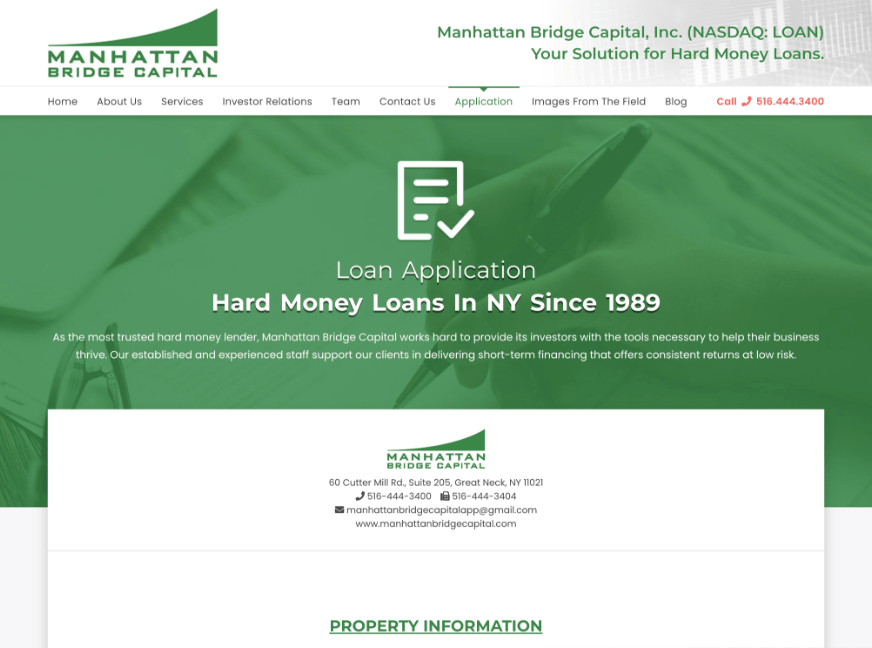 MANHATTAN
BRIDGE CAPITAL
Manhattan Bridge Capital, Inc. (NASDAQ: LOAN)
Your Solution for Hard Money Loans.
Home About Us Services Investor Relations Team Contact Us Application Images From The Field Blog Call 516.444.3400
Loan Application
Hard Money Loans In NY Since 1989
As the most trusted hard money lender, Manhattan Bridge Capital works hard to provide its investors with the tools necessary to help their business
thrive. Our established and experienced staff support our clients in delivering short-term financing that offers consistent returns at low risk.
MANHATTAN
BRIDGE CAPITAL
60 Cutter Mill Rd., Suite 205, Great Neck, NY 11021
516-444-3400 516-444-3404
manhattanbridgecapitalapp@gmail.com
www.manhattanbridgecapital.com
PROPERTY INFORMATION